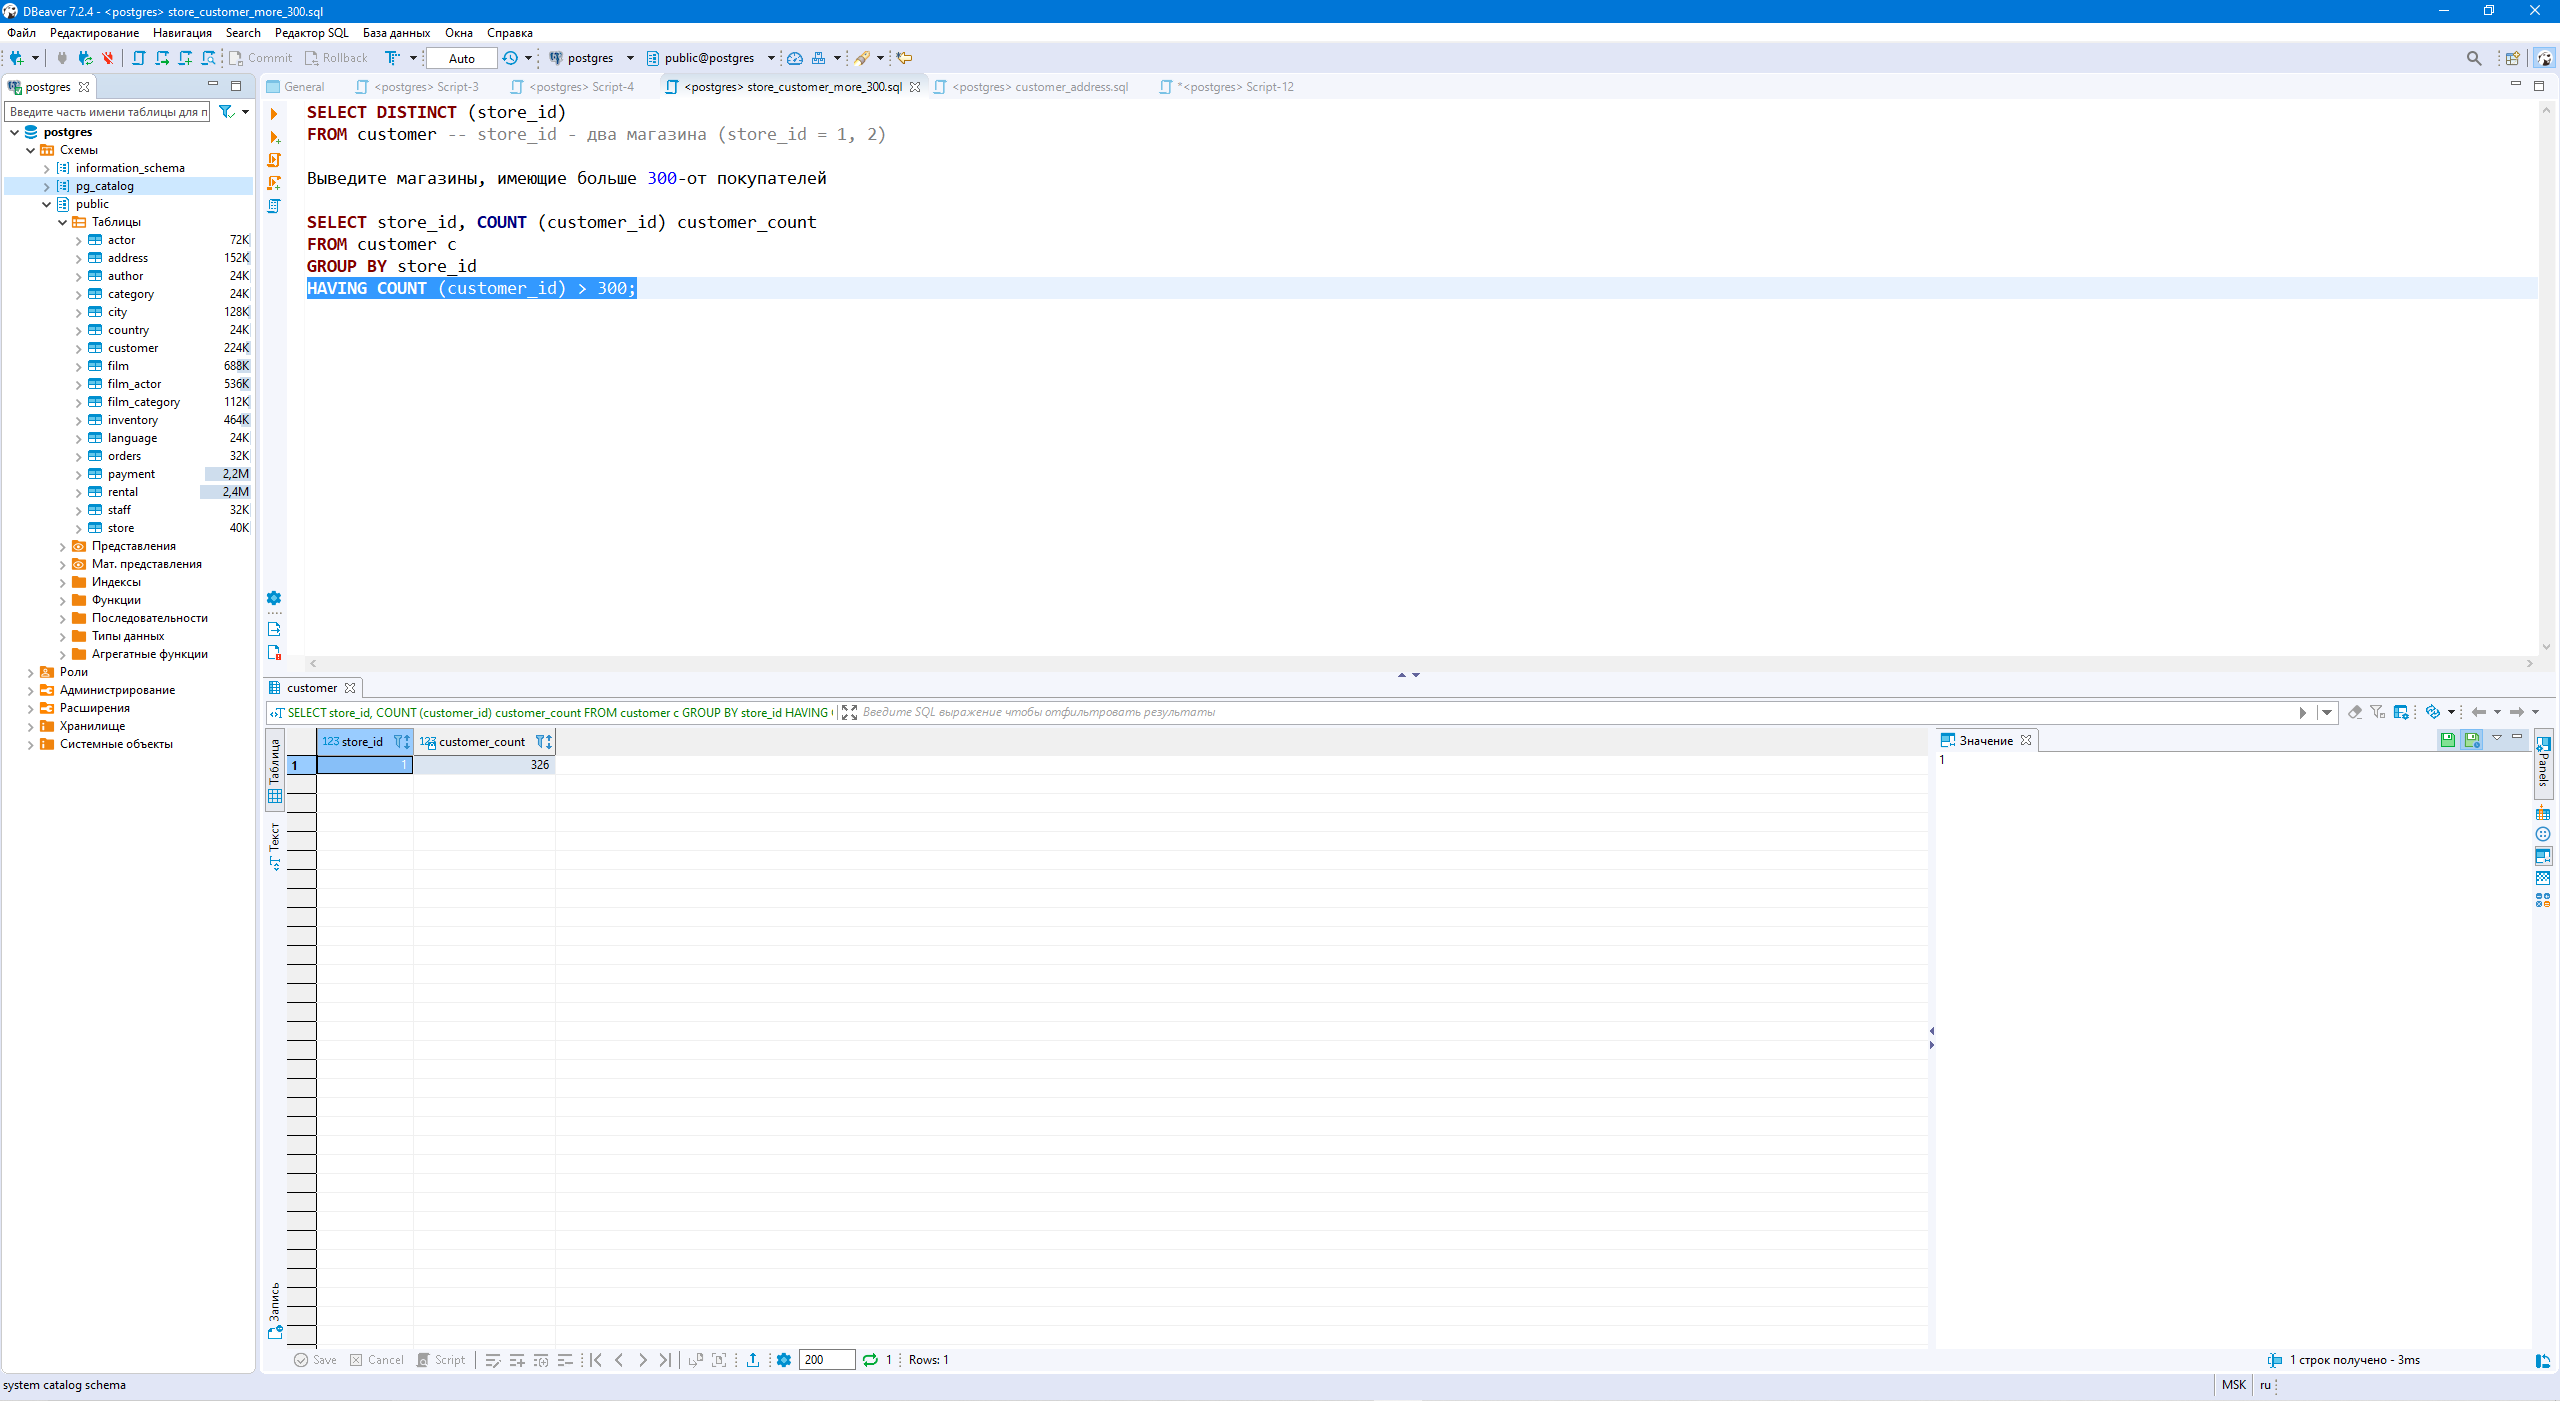 DBeaver 7.2.4 - <postgres> store_customer_more_300.sql
Файл Редактирование Навигация Search Редактор SQL База данных Окна Справка
Commit Rollback Auto postgres public@postgres
postgres
General <postgres> Script-3 <postgres> Script-4 <postgres> store_customer_more_300.sql <postgres> customer_address.sql *<postgres> Script-12
Введите часть имени таблицы для п
postgres
Схемы
information_schema
pg_catalog
public
Таблицы
actor 72K
address 152K
author 24K
category 24K
city 128K
country 24K
customer 224K
film 688K
film_actor 536K
film_category 112K
inventory 464K
language 24K
orders 32K
payment 2,2M
rental 2,4M
staff 32K
store 40K
Представления
Мат. представления
Индексы
Функции
Последовательности
Типы данных
Агрегатные функции
Роли
Администрирование
Расширения
Хранилище
Системные объекты
SELECT DISTINCT (store_id)
FROM customer -- store_id - два магазина (store_id = 1, 2)
Выведите магазины, имеющие больше 300-от покупателей
SELECT store_id, COUNT (customer_id) customer_count
FROM customer c
GROUP BY store_id
HAVING COUNT (customer_id) > 300;
customer
SELECT store_id, COUNT (customer_id) customer_count FROM customer c GROUP BY store_id HAVING
Введите SQL выражение чтобы отфильтровать результаты
Таблица
Текст
Запись
123 store_id 123 customer_count
1 1 326
Значение
1
Panels
Save Cancel Script 200 1 Rows: 1
1 строк получено - 3ms
system catalog schema
MSK ru